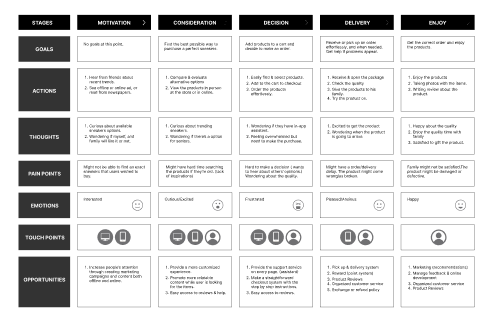 STAGES
MOTIVATION
CONSIDERATION
DECISION
DELIVERY
ENJOY
GOALS
No goals at this point.
Find the best possible way to
purchase a perfect sneakers
Add products to a cart and
decide to make an order
Receive or pick up an order
effortlessly, and when needed.
Get help if problems appear.
Get the correct order and enjoy
the products.
ACTIONS
1. Hear from friends about
recent trends.
2. See offline or online ad, or
read from newspapers.
1. Compare & evaluate
alternative options
2. View the products in person
at the store or in online.
1. Easily find & select products.
2. Add to the cart to checkout
3. Order the products
effortlessly.
1. Receive & open the package
2. Check the quality
3. Give the products to his
family.
4. Try the product on.
1. Enjoy the products
2. Taking photos with the items.
3. Writing review about the
product.
THOUGHTS
1. Curious about available
sneakers options.
2. Wondering if myself, and
family will like it or not.
1. Curious about trending
sneakers.
2. Wondering if there's a option
for series.
1. Wondering if they have in-app
assistant.
2. Feeling overwhelmed but
need to make the purchase.
1. Excited to get the product
2. Wondering when the product
is going to arrive.
1. Happy about the quality
2. Enjoy the quality time with
family
3. Satisfied to gift the product.
PAIN POINTS
Might not be able to find an exact
sneakers that uses wanted to
buy.
Might have hard time searching
the products if they're old. (lack
of inspirations)
Hard to make a decision ( wants
to hear about others' opinions)
Wondering about the quality.
Might have a order/delivery
delay. The product might come
wrong/as broken.
Family might not be satisfied.The
product might be damaged or
defective.
EMOTIONS
Interested
Curious/Excited
Frustrated
Pleased/Anxious
Happy
TOUCH POINTS
OPPORTUNITIES
1. Increase people's attention
through creating marketing
campaigns and content both
offline and online
1. Provide a more customized
experience.
2. Promote more relatable
content while user is looking
for the items.
3. Easy access to reviews & help.
1. Provide the support service
on every page. (assistant)
2. Make a straightforward
checkout system with the
step by step instructions.
3. Easy access to reviews.
1. Pick up & delivery system
2. Reward (point system)
3. Product Reviews
4. Organized customer service
5. Exchange or refund policy
1. Marketing (recommendations)
2. Manage feedback & online
development
3. Organized customer service
4. Product Reviews